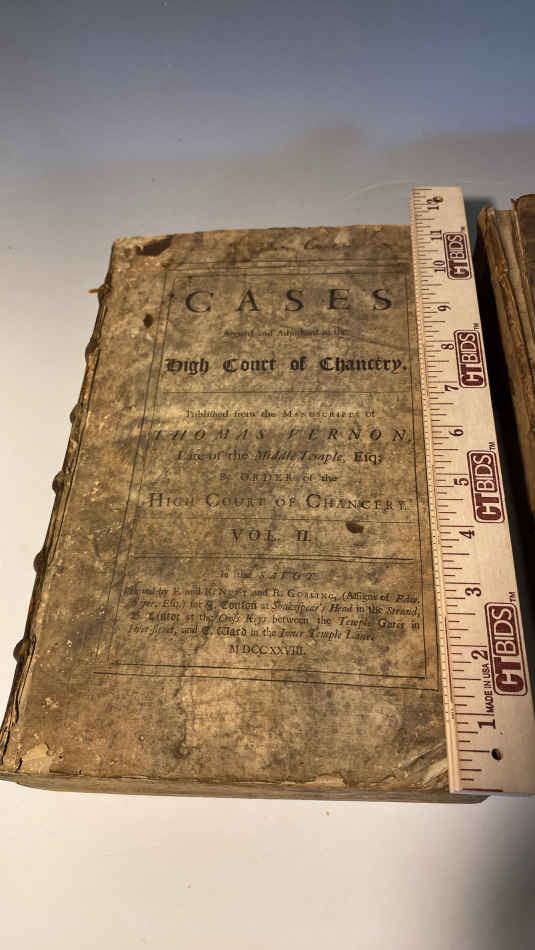 CASES
Argued and Adjudged in the
High Court of Chancery.
Published from the MANUSCRIPTS of
THOMAS VERNON,
Late of the Middle Temple, Esq;
By ORDER of the
HIGH COURT OF CHANCERY.
VOL. II.
In the SAVOY
Printed by E. and R. NUTT and R. GOSLING, (Assigns of Edw.
Sayer, Esq;) for J. Tonson at Shakespear's Head in the Strand,
B. Lintot at the Cross Keys between the Temple Gates in
Fleet-street, and T. Ward in the Inner Temple Lane.
MDCCXXVIII.
12
11
10
CTBIDS
9
8
CTBIDS™
7
6
5
CTBIDS™
4
3
2
CTBIDS™
MADE IN USA
1